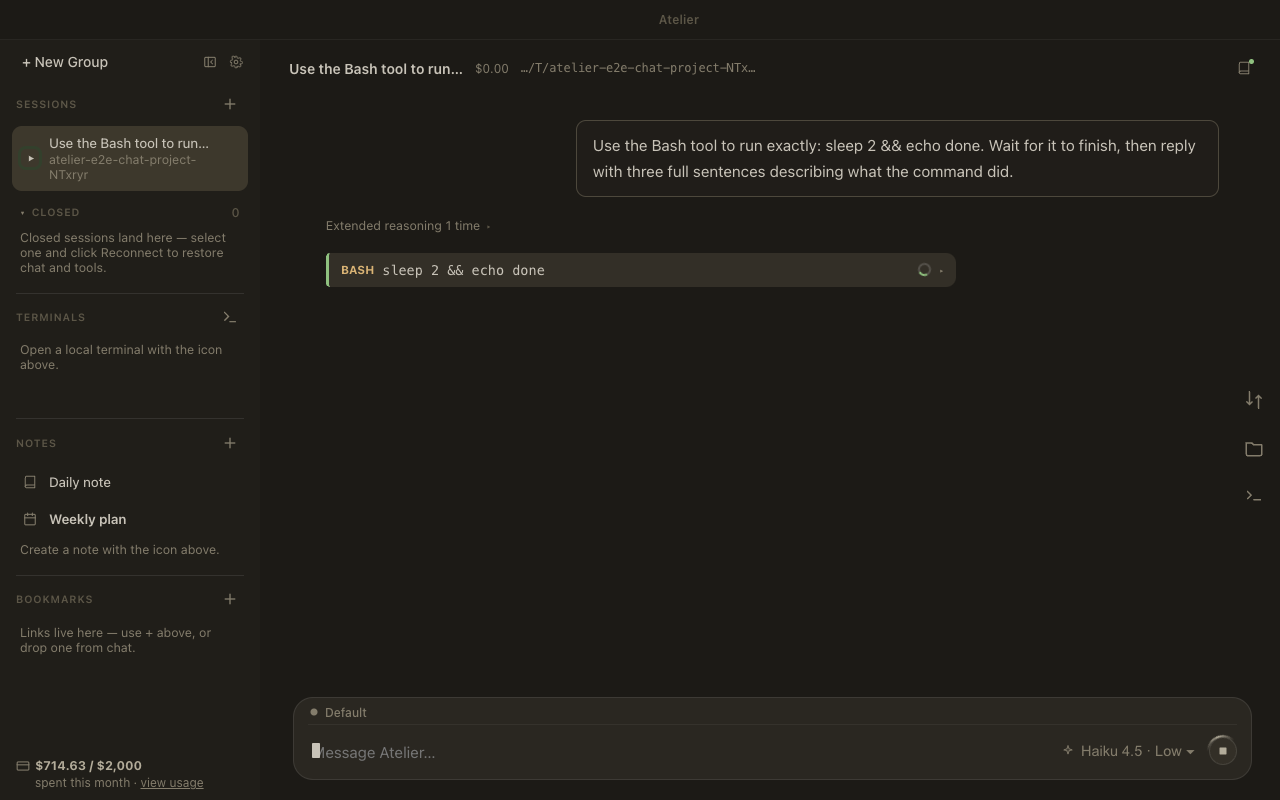 Atelier
+ New Group
SESSIONS
Use the Bash tool to run...
atelier-e2e-chat-project-
NTxryr
CLOSED 0
Closed sessions land here — select
one and click Reconnect to restore
chat and tools.
TERMINALS
Open a local terminal with the icon
above.
NOTES
Daily note
Weekly plan
Create a note with the icon above.
BOOKMARKS
Links live here — use + above, or
drop one from chat.
$714.63 / $2,000
spent this month · view usage
Use the Bash tool to run... $0.00 …/T/atelier-e2e-chat-project-NTx…
Use the Bash tool to run exactly: sleep 2 && echo done. Wait for it to finish, then reply
with three full sentences describing what the command did.
Extended reasoning 1 time
BASH sleep 2 && echo done
Default
Message Atelier...
Haiku 4.5 · Low